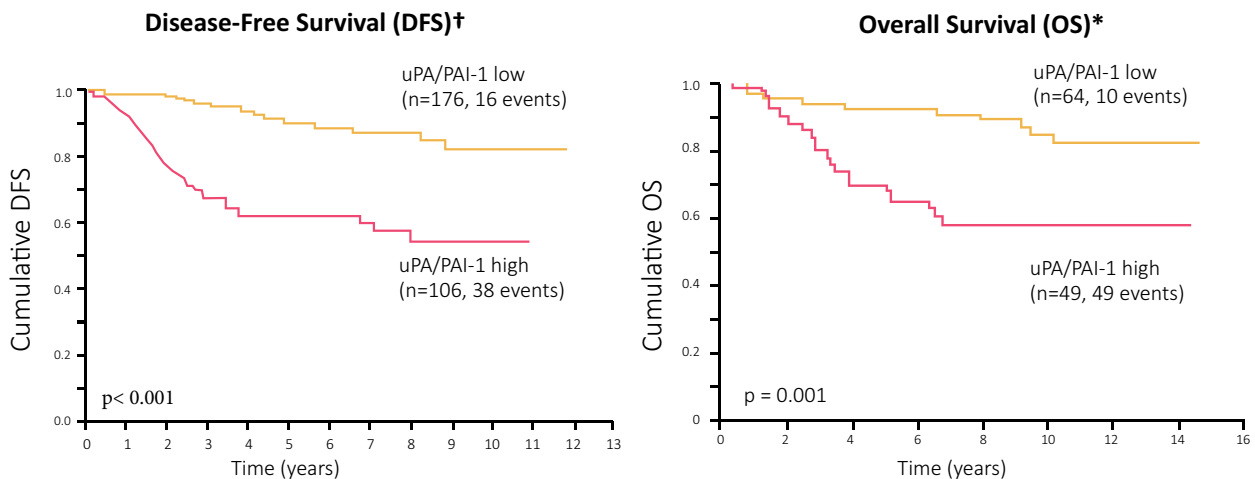 Disease-Free Survival (DFS)†
uPA/PAI-1 low
(n=176, 16 events)
uPA/PAI-1 high
(n=106, 38 events)
p< 0.001
Cumulative DFS
1.0
0.8
0.6
0.4
0.2
0.0
0 1 2 3 4 5 6 7 8 9 10 11 12 13
Time (years)
Overall Survival (OS)*
uPA/PAI-1 low
(n=64, 10 events)
uPA/PAI-1 high
(n=49, 49 events)
p = 0.001
Cumulative OS
1.0
0.8
0.6
0.4
0.2
0
0 2 4 6 8 10 12 14 16
Time (years)